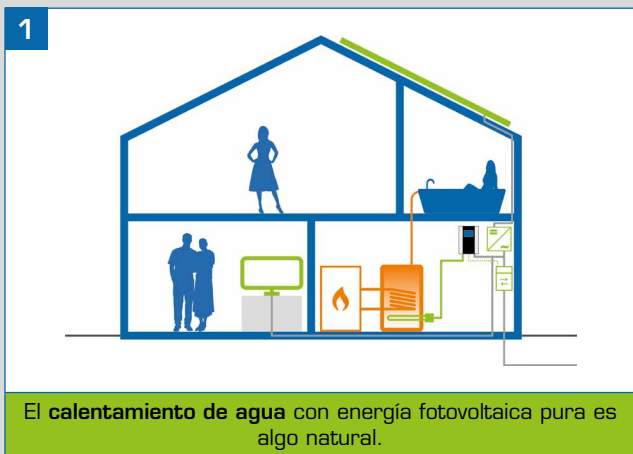 1
El calentamiento de agua con energía fotovoltaica pura es
algo natural.